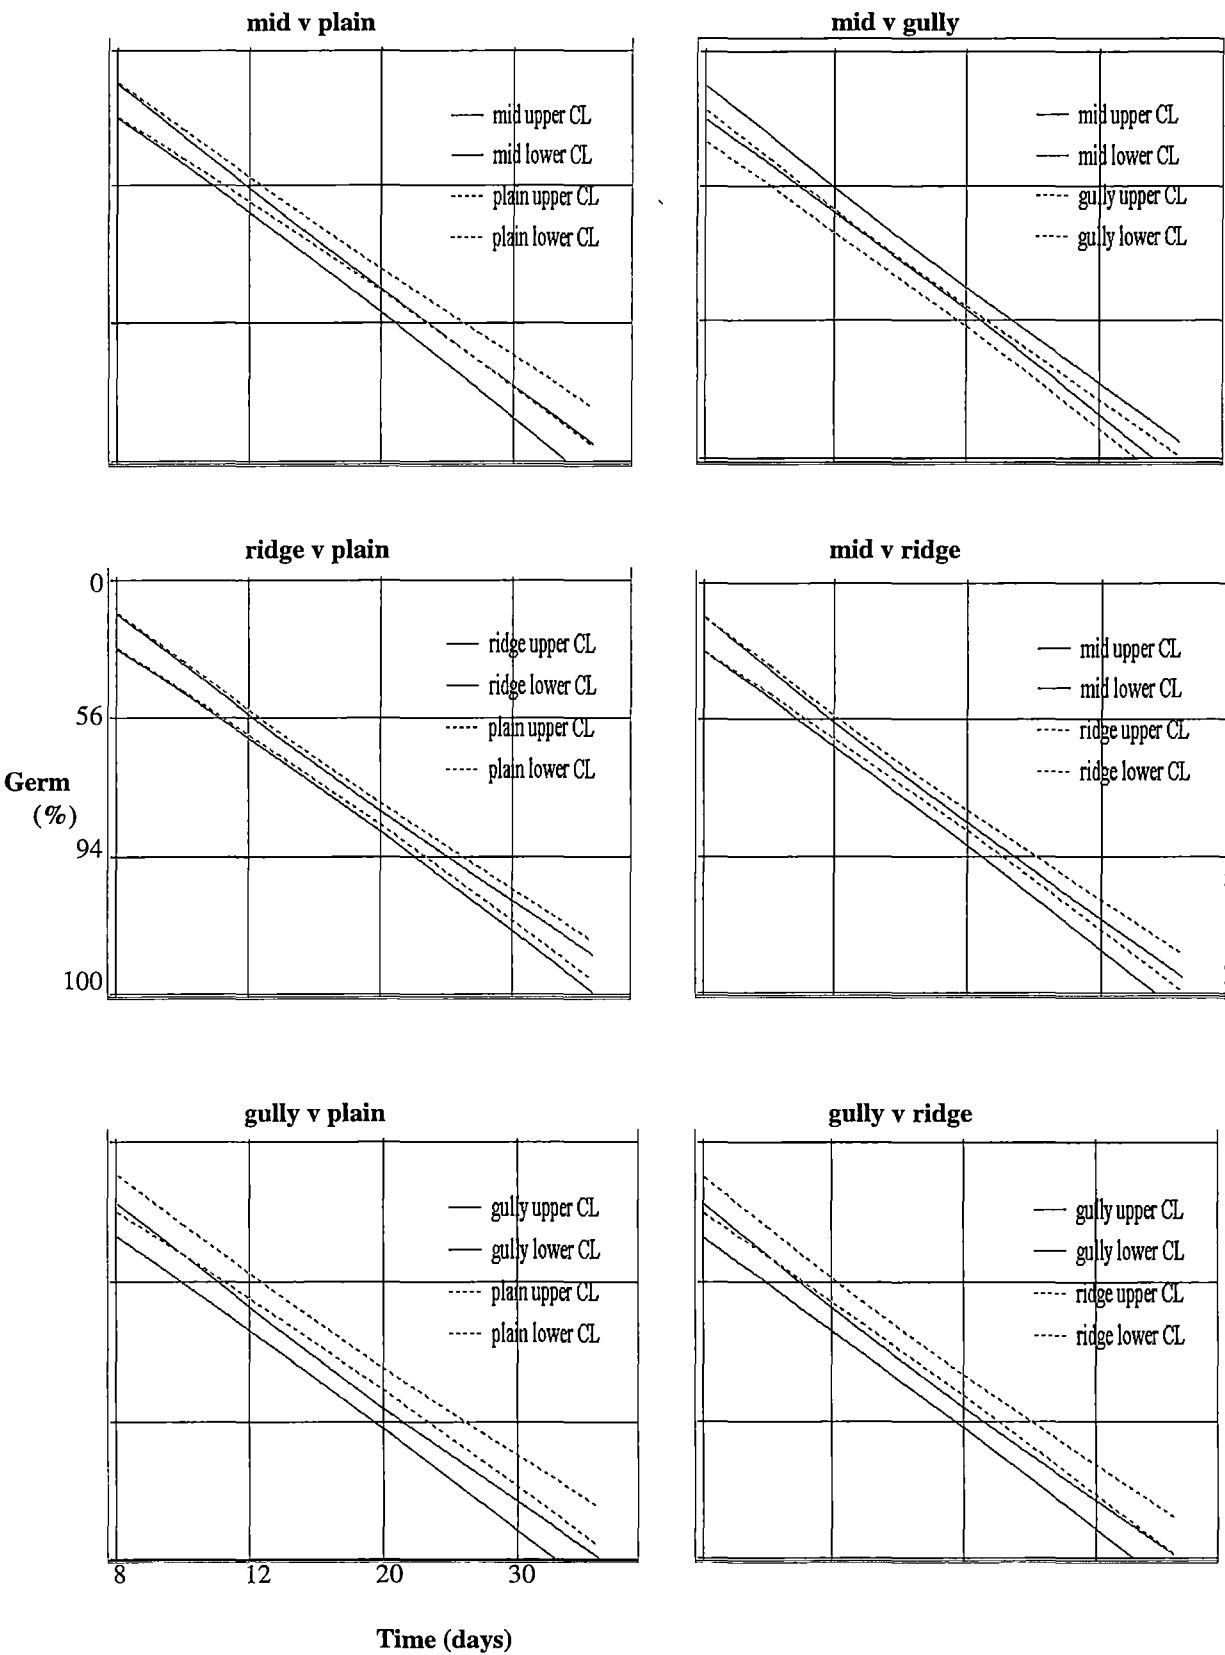 mid v plain
mid upper CL
mid lower CL
plain upper CL
plain lower CL
mid v gully
mid upper CL
mid lower CL
gully upper CL
gully lower CL
ridge v plain
0
56
Germ
(%)
94
100
ridge upper CL
ridge lower CL
plain upper CL
plain lower CL
mid v ridge
mid upper CL
mid lower CL
ridge upper CL
ridge lower CL
gully v plain
gully upper CL
gully lower CL
plain upper CL
plain lower CL
8 12 20 30
gully v ridge
gully upper CL
gully lower CL
ridge upper CL
ridge lower CL
Time (days)